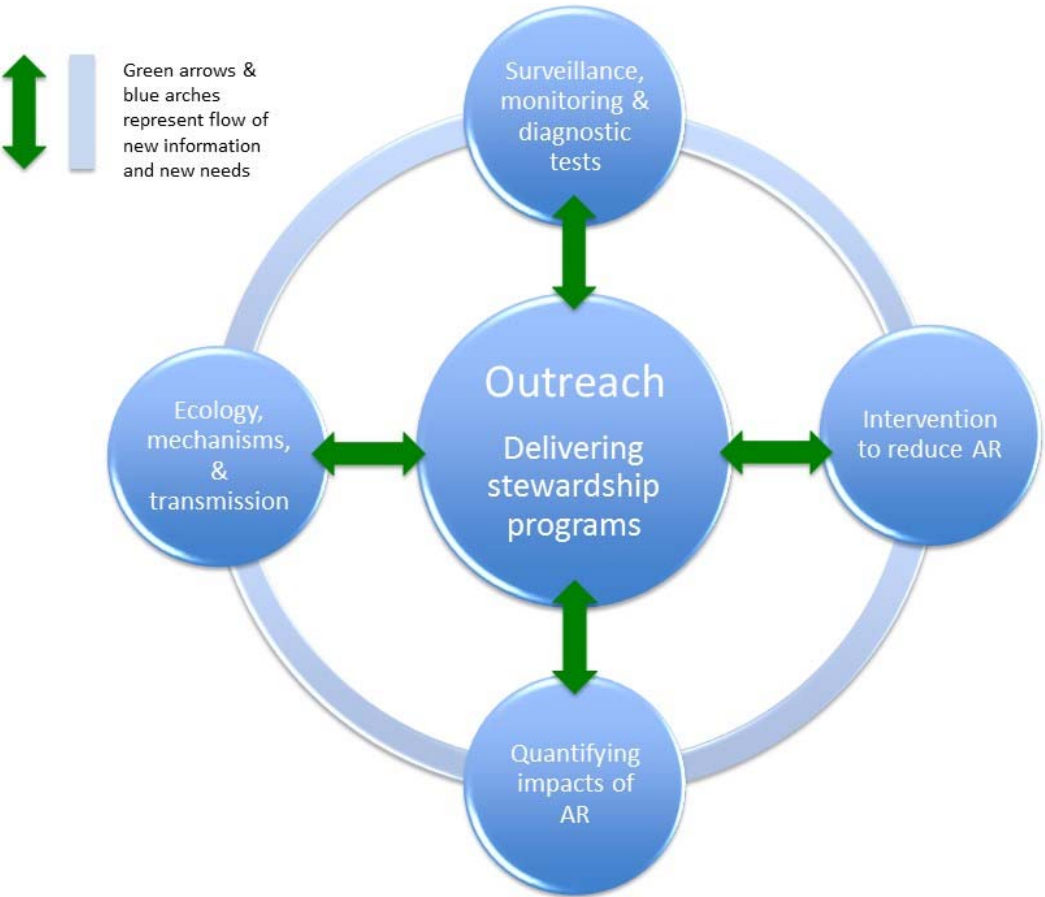 Green arrows &
blue arches
represent flow of
new information
and new needs
Surveillance,
monitoring &
diagnostic
tests
Ecology,
mechanisms,
&
transmission
Outreach
Delivering
stewardship
programs
Intervention
to reduce AR
Quantifying
impacts of
AR